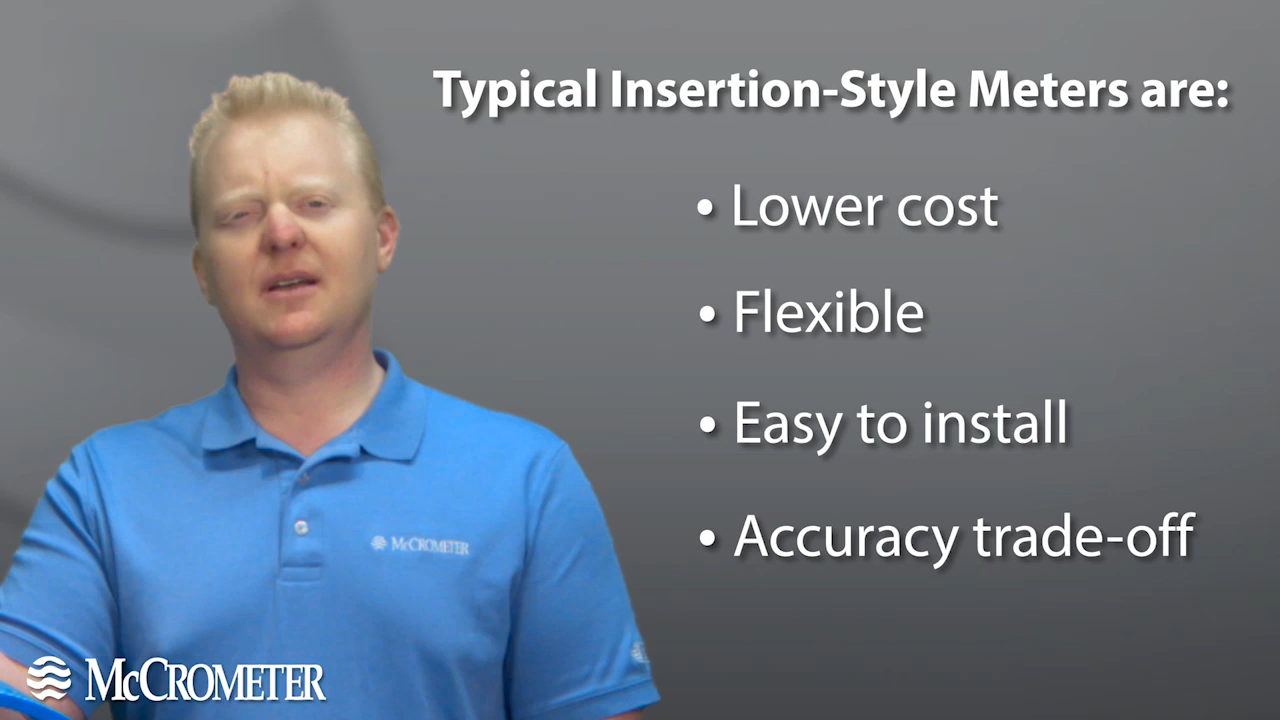 Typical Insertion-Style Meters are:
• Lower cost
• Flexible
• Easy to install
• Accuracy trade-off
McCROMETER
McCROMETER